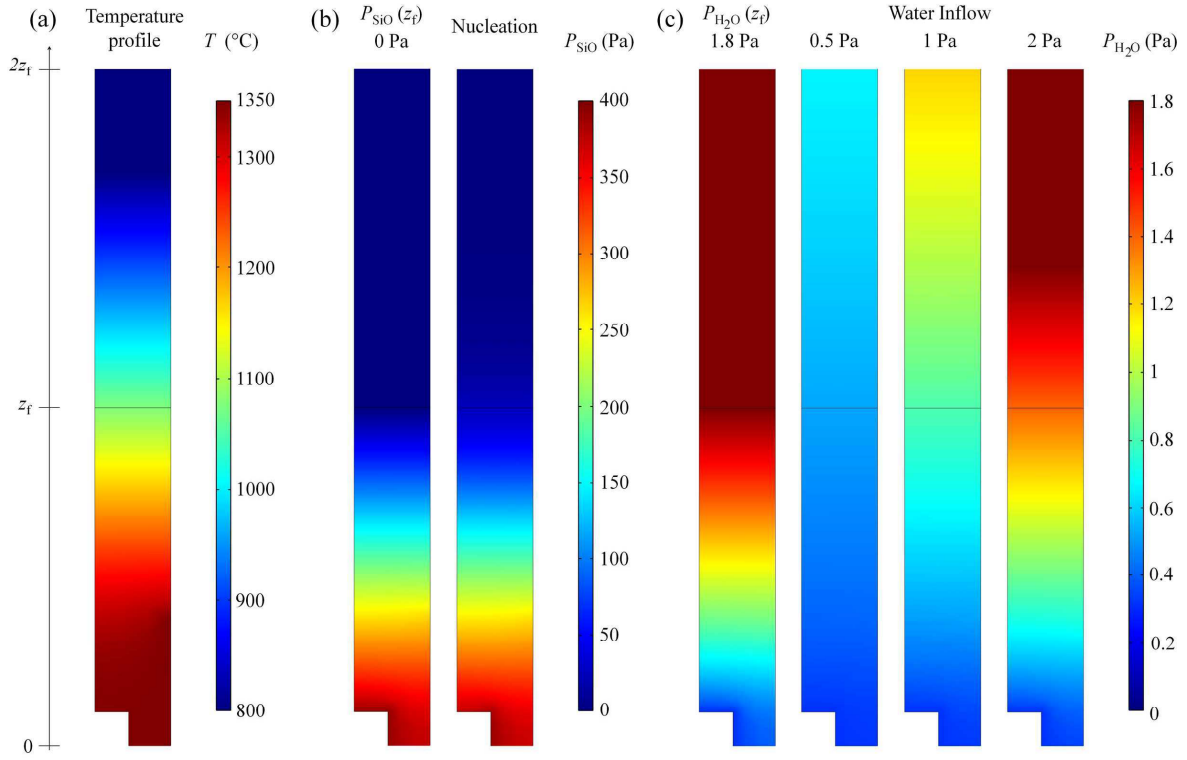 (a)
Temperature
profile
T (°C)
2z_f
z_f
0
1350
1300
1200
1100
1000
900
800
(b)
P_SiO (z_f)
0 Pa
Nucleation
P_SiO (Pa)
400
350
300
250
200
150
100
50
0
(c)
P_H₂O (z_f)
1.8 Pa
Water Inflow
0.5 Pa
1 Pa
2 Pa
P_H₂O (Pa)
1.8
1.6
1.4
1.2
1
0.8
0.6
0.4
0.2
0